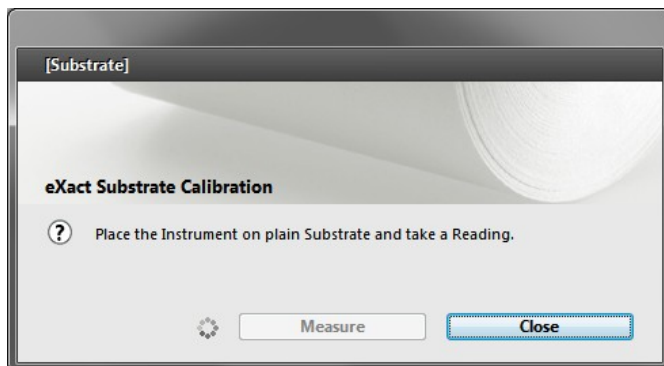 [Substrate]
eXact Substrate Calibration
Place the Instrument on plain Substrate and take a Reading.
Measure
Close